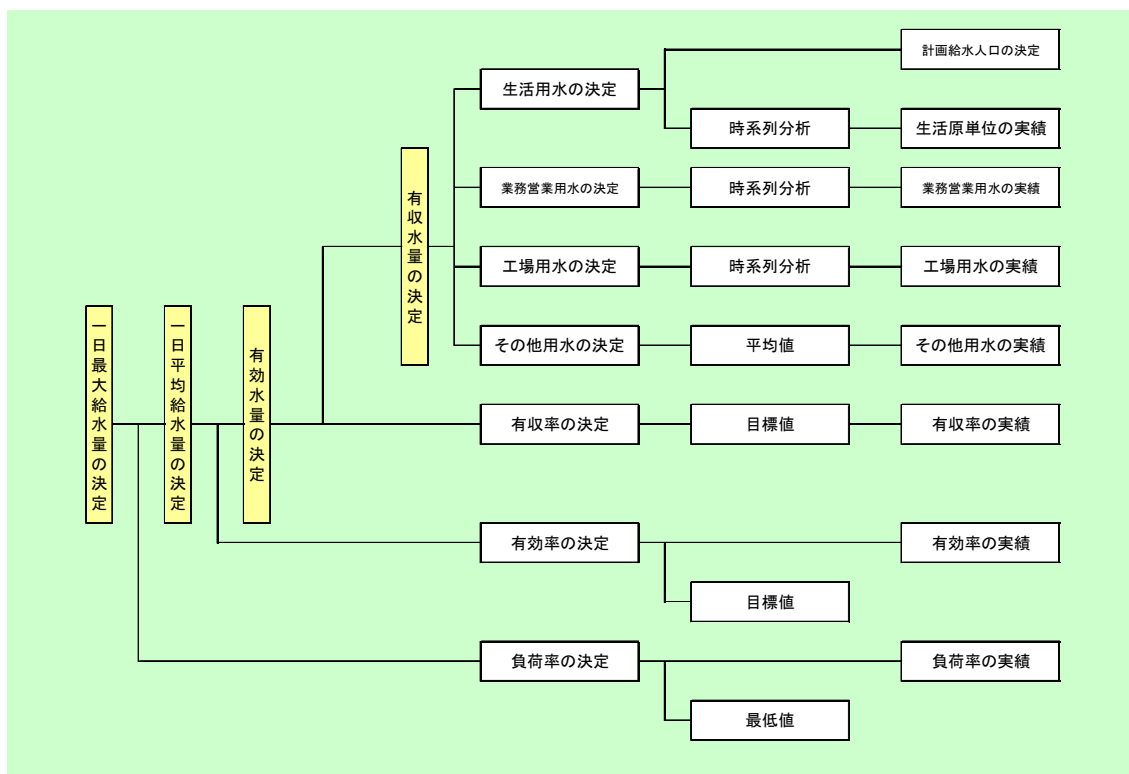 計画給水人口の決定
生活用水の決定
時系列分析
生活原単位の実績
業務営業用水の決定
時系列分析
業務営業用水の実績
有収水量の決定
工場用水の決定
時系列分析
工場用水の実績
その他用水の決定
平均値
その他用水の実績
一日最大給水量の決定
一日平均給水量の決定
有効水量の決定
有収率の決定
目標値
有収率の実績
有効率の決定
有効率の実績
目標値
負荷率の決定
負荷率の実績
最低値